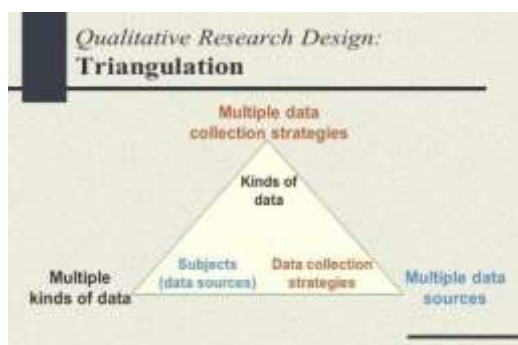 Qualitative Research Design:
Triangulation
Multiple data
collection strategies
Kinds of
data
Subjects
(data sources)
Data collection
strategies
Multiple
kinds of data
Multiple data
sources